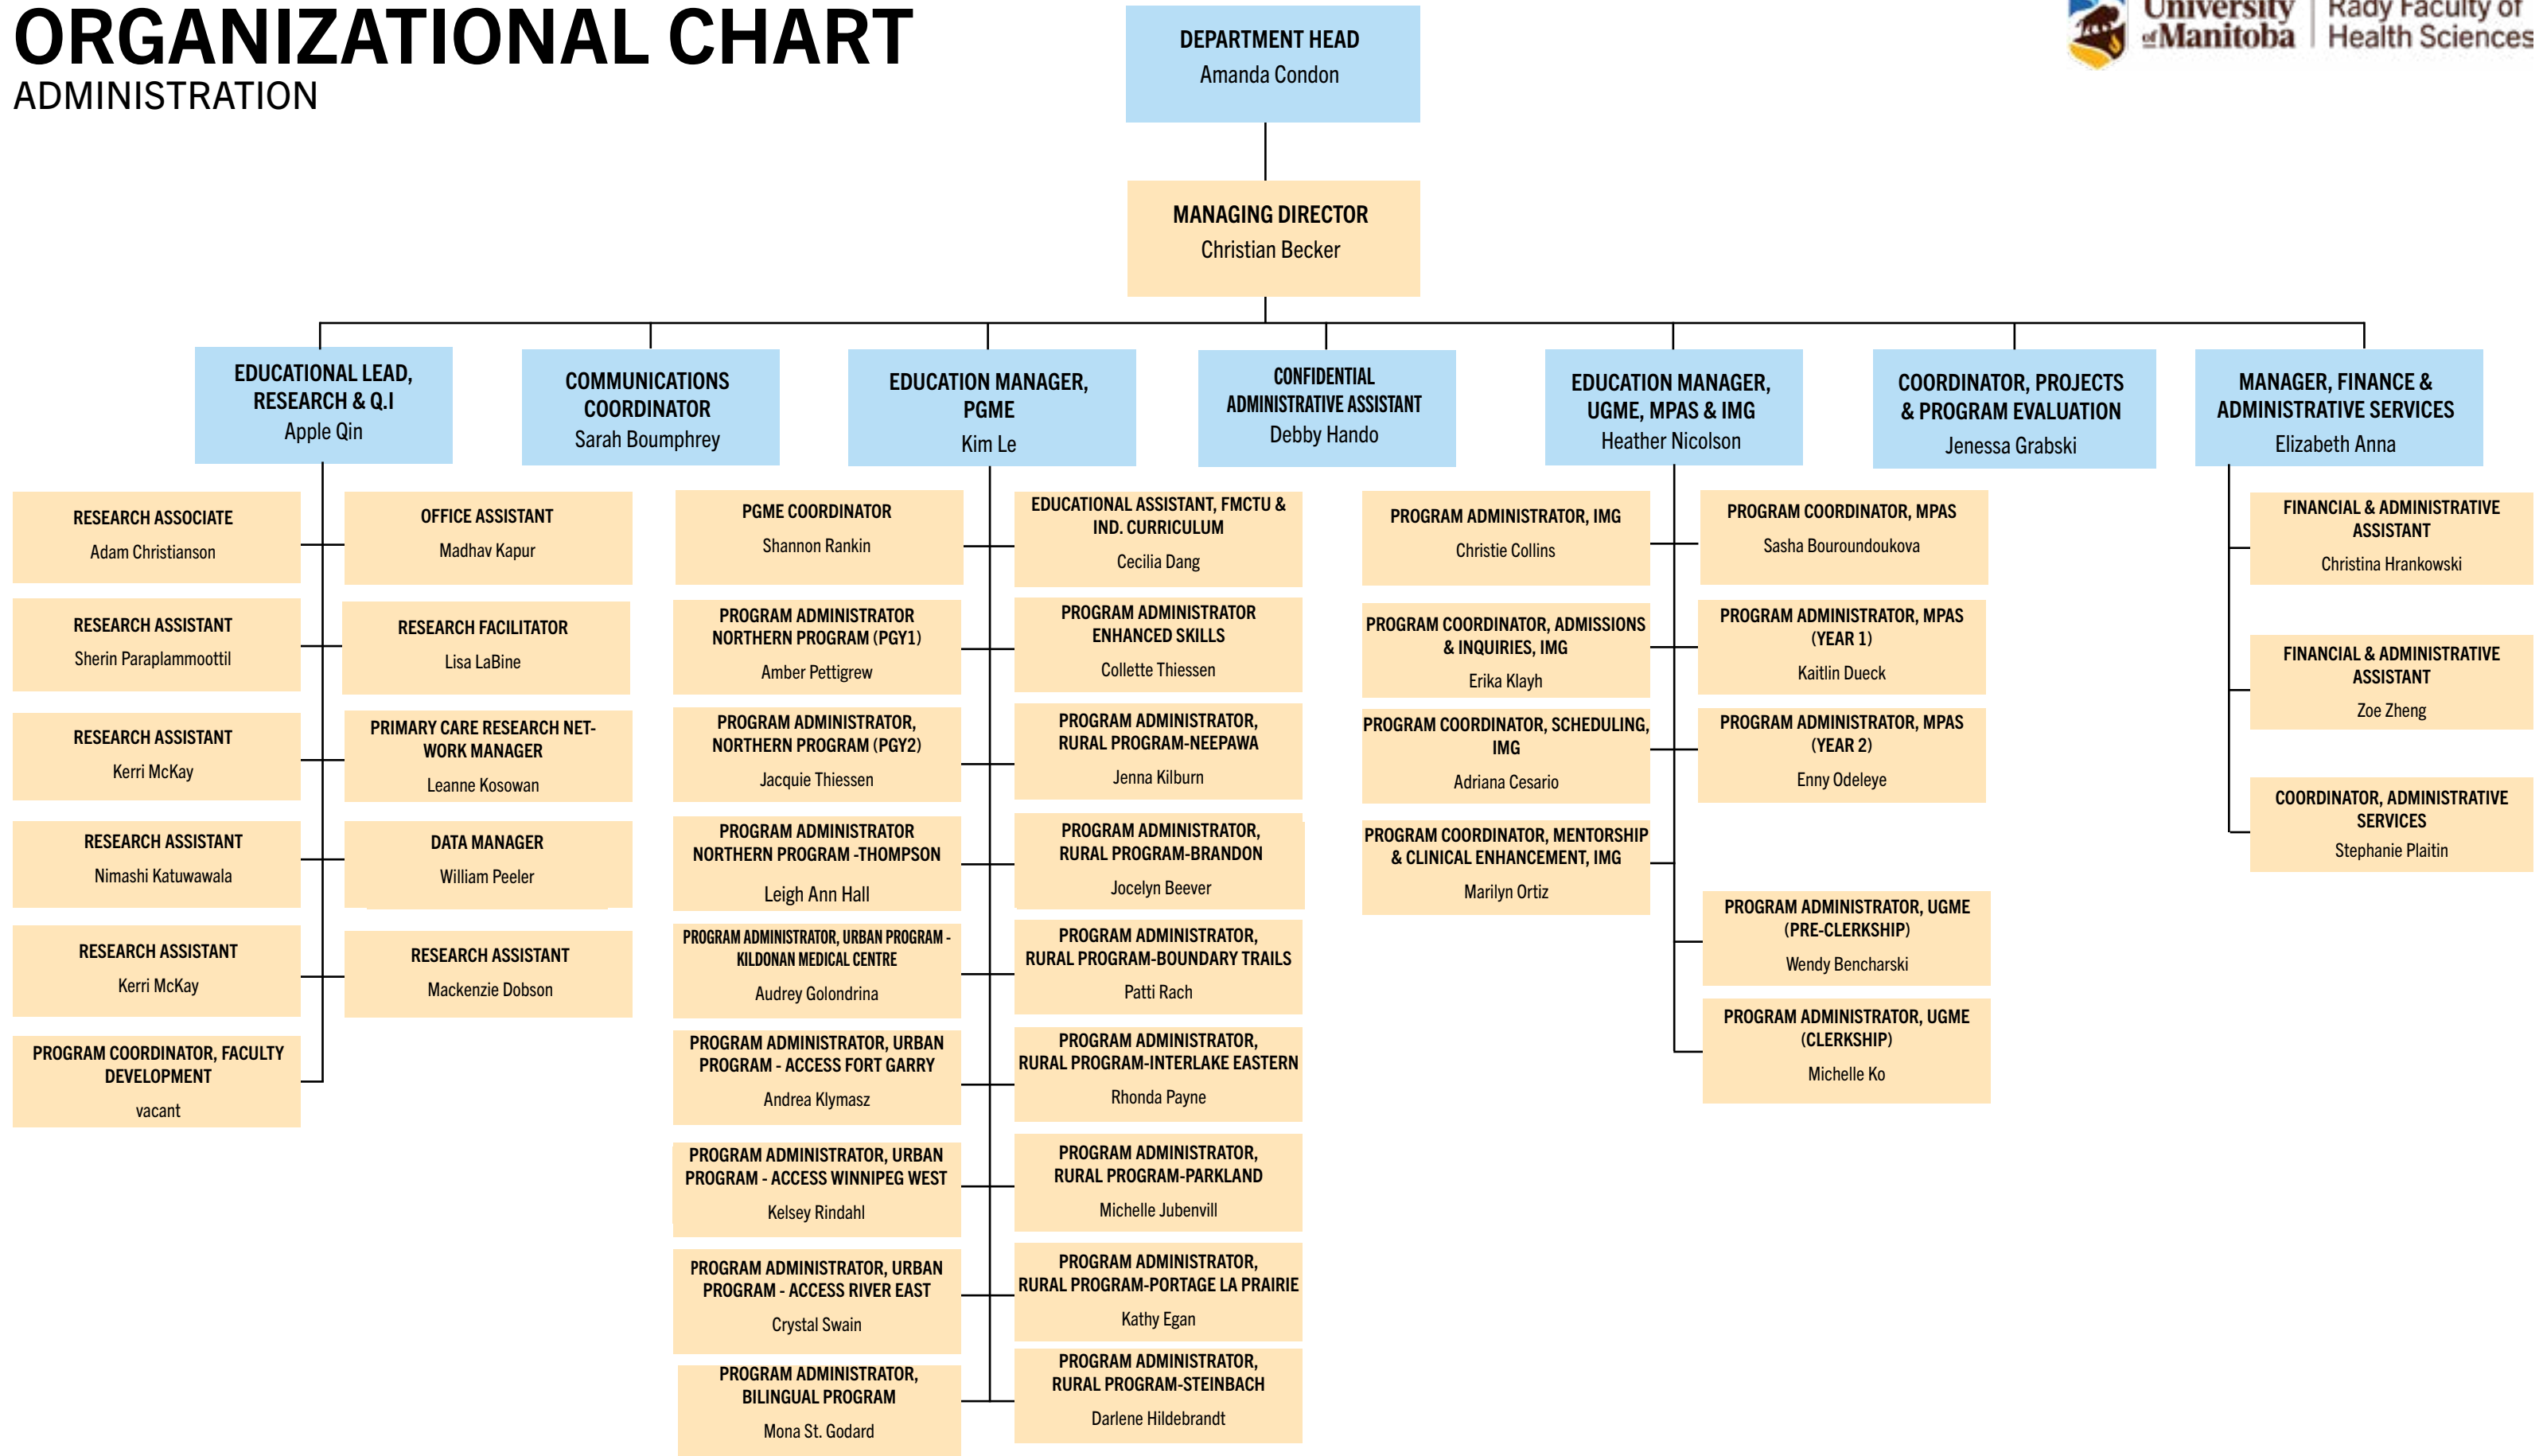 ORGANIZATIONAL CHART
ADMINISTRATION
University
of Manitoba
Rady Faculty of
Health Sciences
DEPARTMENT HEAD
Amanda Condon
MANAGING DIRECTOR
Christian Becker
EDUCATIONAL LEAD,
RESEARCH & Q.I
Apple Qin
COMMUNICATIONS
COORDINATOR
Sarah Boumphrey
EDUCATION MANAGER,
PGME
Kim Le
CONFIDENTIAL
ADMINISTRATIVE ASSISTANT
Debby Hando
EDUCATION MANAGER,
UGME, MPAS & IMG
Heather Nicolson
COORDINATOR, PROJECTS
& PROGRAM EVALUATION
Jenessa Grabski
MANAGER, FINANCE &
ADMINISTRATIVE SERVICES
Elizabeth Anna
RESEARCH ASSOCIATE
Adam Christianson
RESEARCH ASSISTANT
Sherin Paraplammoottil
RESEARCH ASSISTANT
Kerri McKay
RESEARCH ASSISTANT
Nimashi Katuwawala
RESEARCH ASSISTANT
Kerri McKay
PROGRAM COORDINATOR, FACULTY
DEVELOPMENT
vacant
OFFICE ASSISTANT
Madhav Kapur
RESEARCH FACILITATOR
Lisa LaBine
PRIMARY CARE RESEARCH NET-
WORK MANAGER
Leanne Kosowan
DATA MANAGER
William Peeler
RESEARCH ASSISTANT
Mackenzie Dobson
PGME COORDINATOR
Shannon Rankin
PROGRAM ADMINISTRATOR
NORTHERN PROGRAM (PGY1)
Amber Pettigrew
PROGRAM ADMINISTRATOR,
NORTHERN PROGRAM (PGY2)
Jacquie Thiessen
PROGRAM ADMINISTRATOR
NORTHERN PROGRAM -THOMPSON
Leigh Ann Hall
PROGRAM ADMINISTRATOR, URBAN PROGRAM -
KILDONAN MEDICAL CENTRE
Audrey Golondrina
PROGRAM ADMINISTRATOR, URBAN
PROGRAM - ACCESS FORT GARRY
Andrea Klymasz
PROGRAM ADMINISTRATOR, URBAN
PROGRAM - ACCESS WINNIPEG WEST
Kelsey Rindahl
PROGRAM ADMINISTRATOR, URBAN
PROGRAM - ACCESS RIVER EAST
Crystal Swain
PROGRAM ADMINISTRATOR,
BILINGUAL PROGRAM
Mona St. Godard
EDUCATIONAL ASSISTANT, FMCTU &
IND. CURRICULUM
Cecilia Dang
PROGRAM ADMINISTRATOR
ENHANCED SKILLS
Collette Thiessen
PROGRAM ADMINISTRATOR,
RURAL PROGRAM-NEEPAWA
Jenna Kilburn
PROGRAM ADMINISTRATOR,
RURAL PROGRAM-BRANDON
Jocelyn Beever
PROGRAM ADMINISTRATOR,
RURAL PROGRAM-BOUNDARY TRAILS
Patti Rach
PROGRAM ADMINISTRATOR,
RURAL PROGRAM-INTERLAKE EASTERN
Rhonda Payne
PROGRAM ADMINISTRATOR,
RURAL PROGRAM-PARKLAND
Michelle Jubenvill
PROGRAM ADMINISTRATOR,
RURAL PROGRAM-PORTAGE LA PRAIRIE
Kathy Egan
PROGRAM ADMINISTRATOR,
RURAL PROGRAM-STEINBACH
Darlene Hildebrandt
PROGRAM ADMINISTRATOR, IMG
Christie Collins
PROGRAM COORDINATOR, ADMISSIONS
& INQUIRIES, IMG
Erika Klayh
PROGRAM COORDINATOR, SCHEDULING,
IMG
Adriana Cesario
PROGRAM COORDINATOR, MENTORSHIP
& CLINICAL ENHANCEMENT, IMG
Marilyn Ortiz
PROGRAM COORDINATOR, MPAS
Sasha Bouroundoukova
PROGRAM ADMINISTRATOR, MPAS
(YEAR 1)
Kaitlin Dueck
PROGRAM ADMINISTRATOR, MPAS
(YEAR 2)
Enny Odeleye
PROGRAM ADMINISTRATOR, UGME
(PRE-CLERKSHIP)
Wendy Bencharski
PROGRAM ADMINISTRATOR, UGME
(CLERKSHIP)
Michelle Ko
FINANCIAL & ADMINISTRATIVE
ASSISTANT
Christina Hrankowski
FINANCIAL & ADMINISTRATIVE
ASSISTANT
Zoe Zheng
COORDINATOR, ADMINISTRATIVE
SERVICES
Stephanie Plaitin